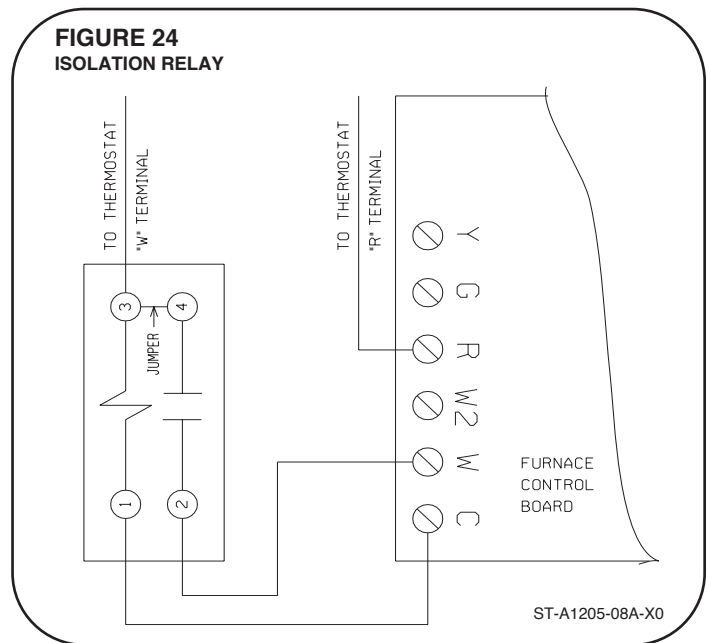 FIGURE 24
ISOLATION RELAY
TO THERMOSTAT
"W" TERMINAL
TO THERMOSTAT
"R" TERMINAL
3
4
JUMPER
1
2
Y
G
R
W2
W
C
FURNACE
CONTROL
BOARD
ST-A1205-08A-X0